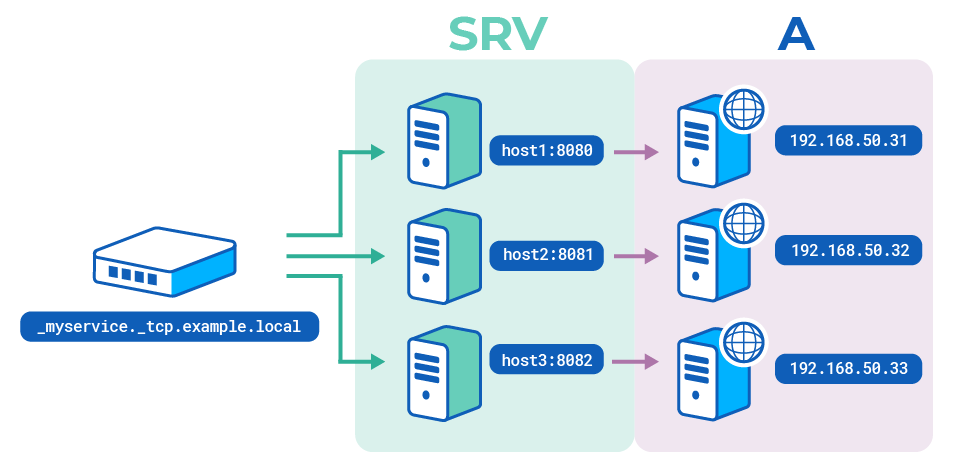 SRV
A
host1:8080
192.168.50.31
host2:8081
192.168.50.32
_myservice._tcp.example.local
host3:8082
192.168.50.33